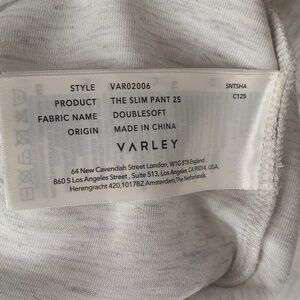 STYLE VAR02006 SNTSHA
PRODUCT THE SLIM PANT 25 C125
FABRIC NAME DOUBLESOFT
ORIGIN MADE IN CHINA
VARLEY
64 New Cavendish Street London, W1G 8TB England
860 S Los Angeles Street, Suite 513, Los Angeles, CA 90014, USA.
Herengracht 420, 1017BZ Amsterdam, The Netherlands.